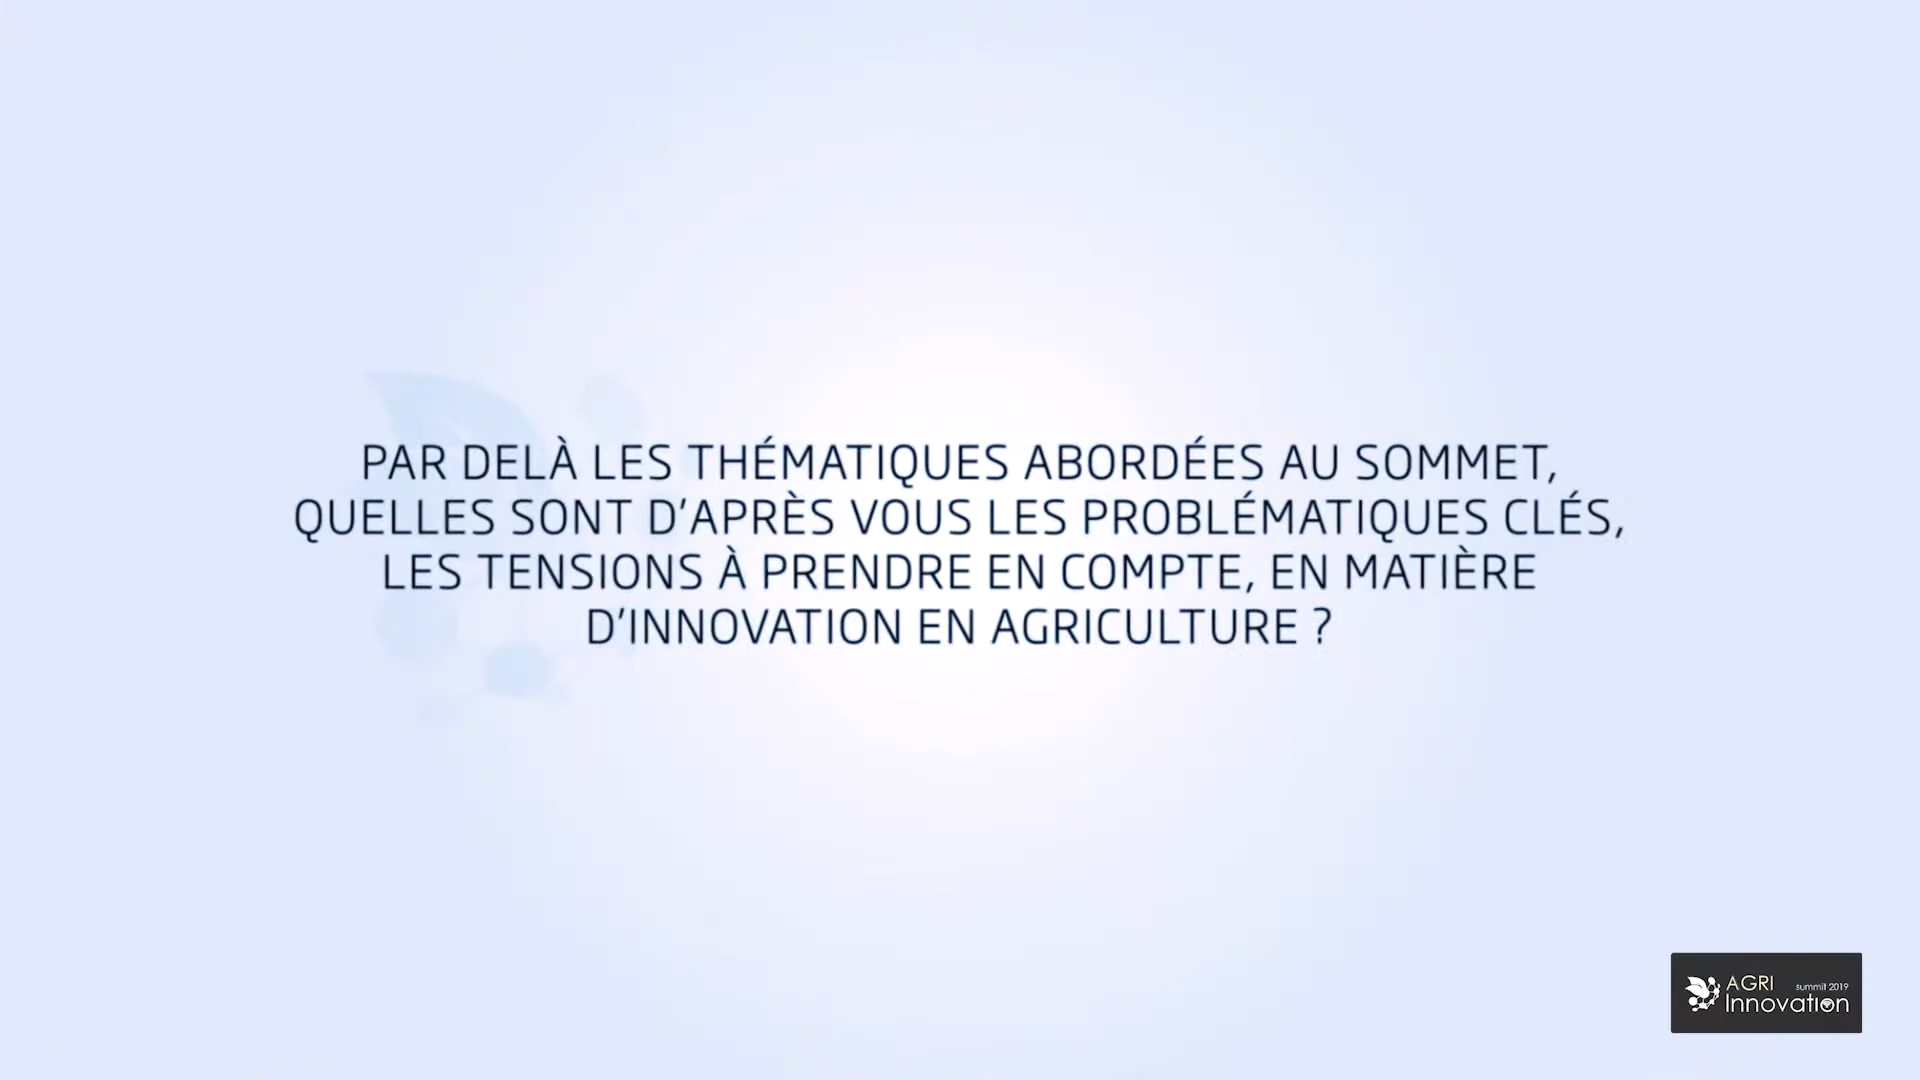 PAR DELÀ LES THÉMATIQUES ABORDÉES AU SOMMET,
QUELLES SONT D'APRÈS VOUS LES PROBLÉMATIQUES CLÉS,
LES TENSIONS À PRENDRE EN COMPTE, EN MATIÈRE
D'INNOVATION EN AGRICULTURE ?
AGRI summit 2019
Innovation